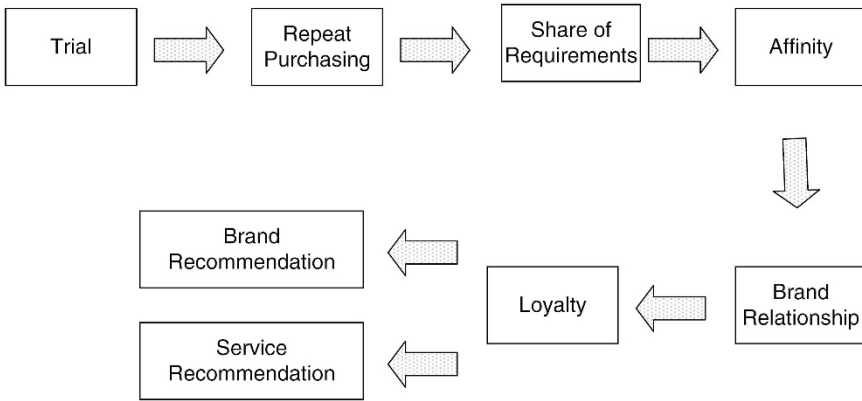 Trial
Repeat
Purchasing
Share of
Requirements
Affinity
Brand
Relationship
Loyalty
Brand
Recommendation
Service
Recommendation